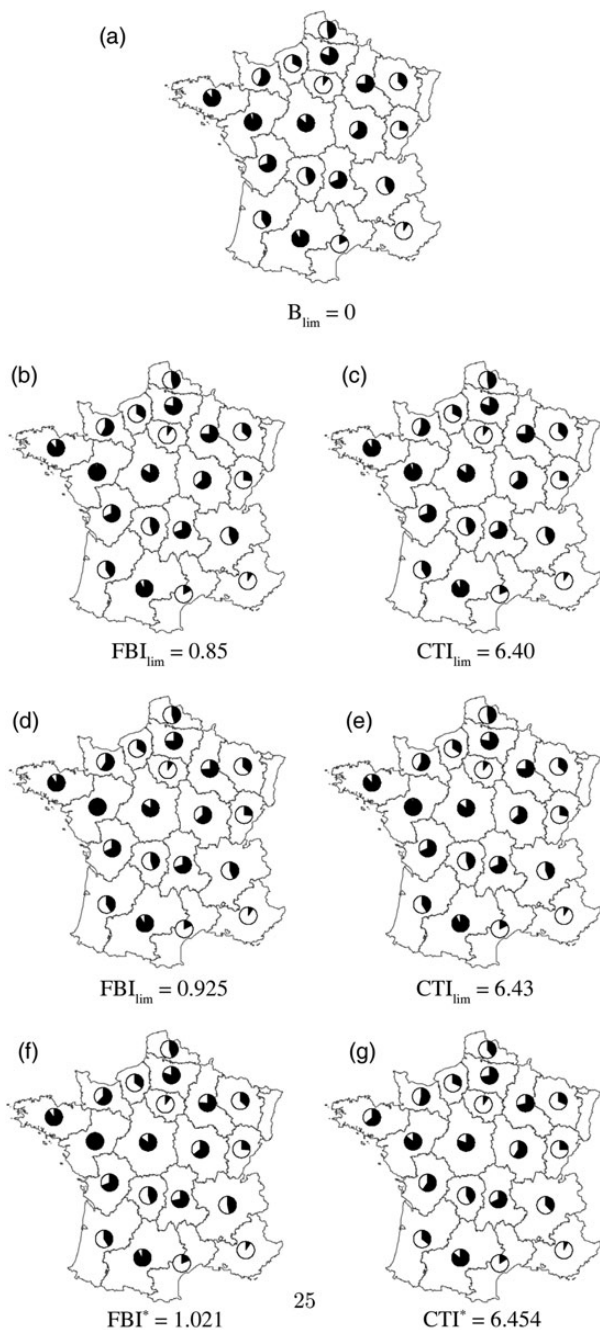 (a)
B_lim = 0
(b)
(c)
FBI_lim = 0.85
CTI_lim = 6.40
(d)
(e)
FBI_lim = 0.925
CTI_lim = 6.43
(f)
(g)
25
FBI* = 1.021
CTI* = 6.454